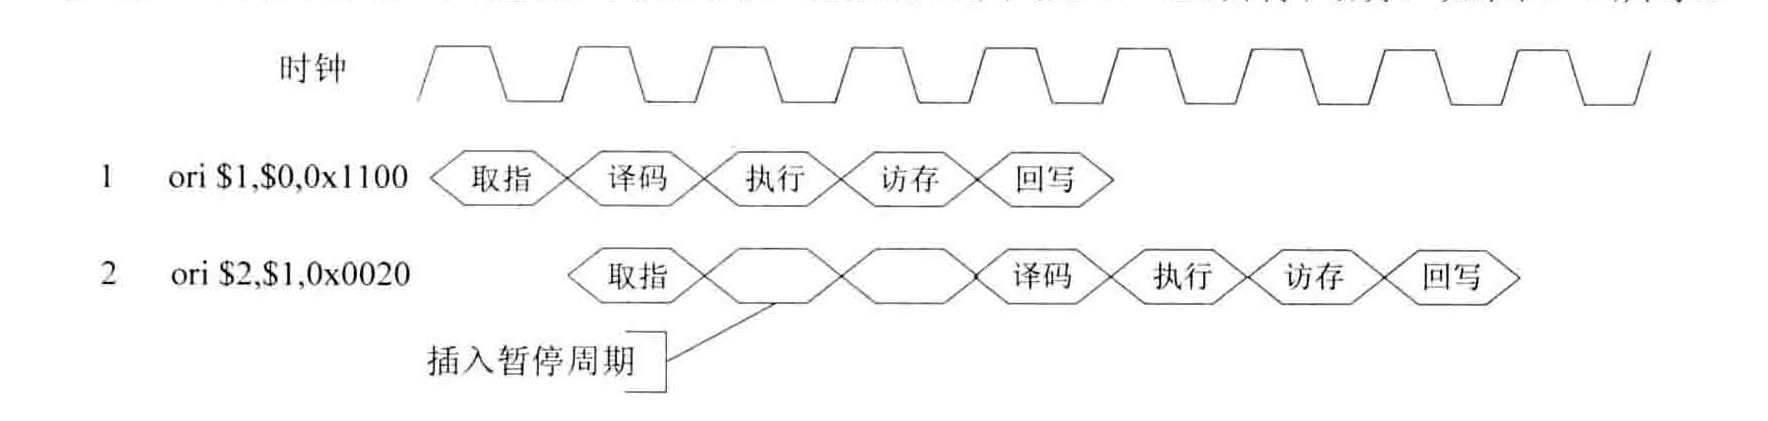 时钟
1 ori $1,$0,0x1100 取指 译码 执行 访存 回写
2 ori $2,$1,0x0020 取指 译码 执行 访存 回写
插入暂停周期